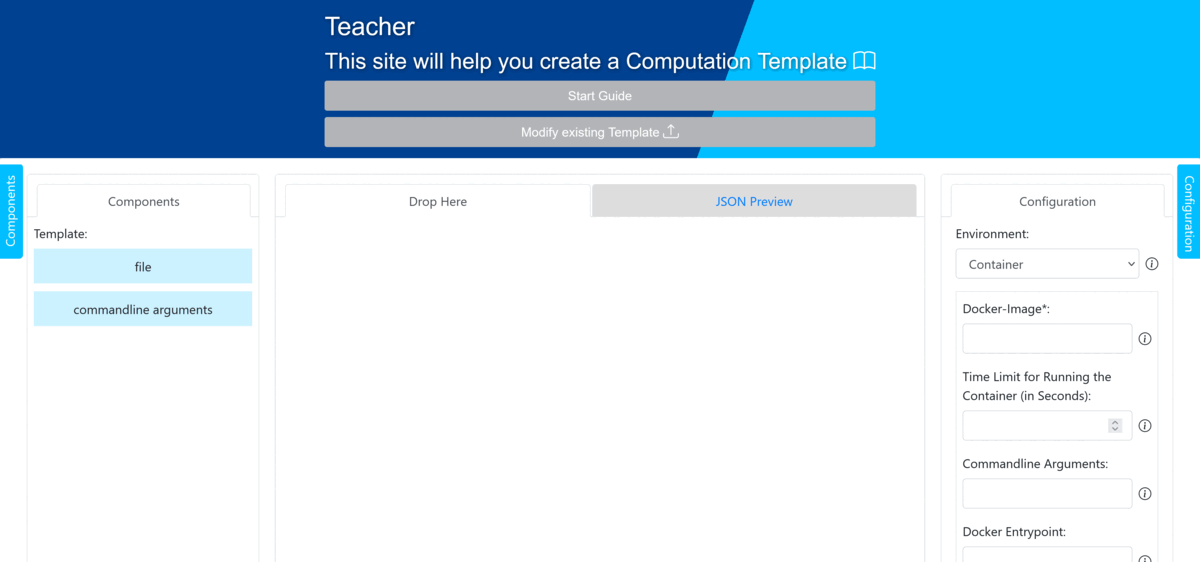 Teacher
This site will help you create a Computation Template
Start Guide
Modify existing Template
Components
Components
Template:
file
commandline arguments
Drop Here
JSON Preview
Configuration
Environment:
Container
Docker-Image*:
Time Limit for Running the
Container (in Seconds):
Commandline Arguments:
Docker Entrypoint:
Configuration